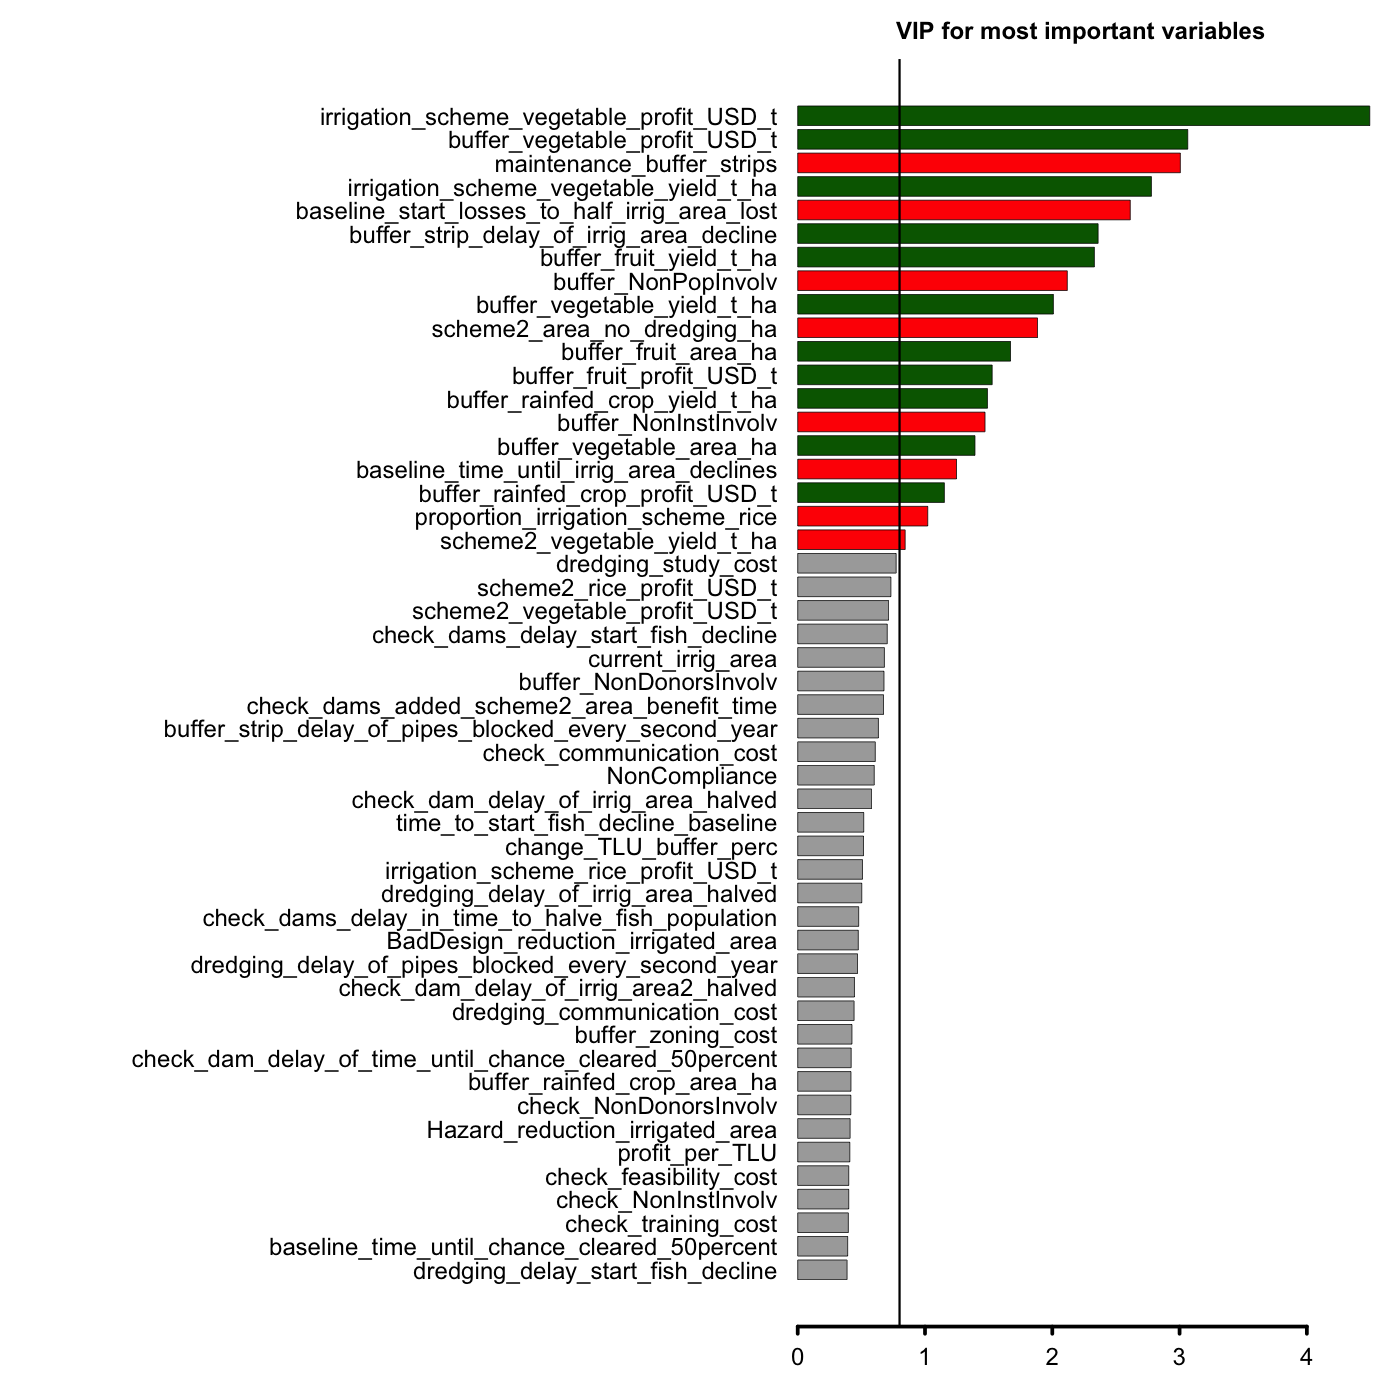 VIP for most important variables
irrigation_scheme_vegetable_profit_USD_t
buffer_vegetable_profit_USD_t
maintenance_buffer_strips
irrigation_scheme_vegetable_yield_t_ha
baseline_start_losses_to_half_irrig_area_lost
buffer_strip_delay_of_irrig_area_decline
buffer_fruit_yield_t_ha
buffer_NonPopInvolv
buffer_vegetable_yield_t_ha
scheme2_area_no_dredging_ha
buffer_fruit_area_ha
buffer_fruit_profit_USD_t
buffer_rainfed_crop_yield_t_ha
buffer_NonInstInvolv
buffer_vegetable_area_ha
baseline_time_until_irrig_area_declines
buffer_rainfed_crop_profit_USD_t
proportion_irrigation_scheme_rice
scheme2_vegetable_yield_t_ha
dredging_study_cost
scheme2_rice_profit_USD_t
scheme2_vegetable_profit_USD_t
check_dams_delay_start_fish_decline
current_irrig_area
buffer_NonDonorsInvolv
check_dams_added_scheme2_area_benefit_time
buffer_strip_delay_of_pipes_blocked_every_second_year
check_communication_cost
NonCompliance
check_dam_delay_of_irrig_area_halved
time_to_start_fish_decline_baseline
change_TLU_buffer_perc
irrigation_scheme_rice_profit_USD_t
dredging_delay_of_irrig_area_halved
check_dams_delay_in_time_to_halve_fish_population
BadDesign_reduction_irrigated_area
dredging_delay_of_pipes_blocked_every_second_year
check_dam_delay_of_irrig_area2_halved
dredging_communication_cost
buffer_zoning_cost
check_dam_delay_of_time_until_chance_cleared_50percent
buffer_rainfed_crop_area_ha
check_NonDonorsInvolv
Hazard_reduction_irrigated_area
profit_per_TLU
check_feasibility_cost
check_NonInstInvolv
check_training_cost
baseline_time_until_chance_cleared_50percent
dredging_delay_start_fish_decline
0 1 2 3 4